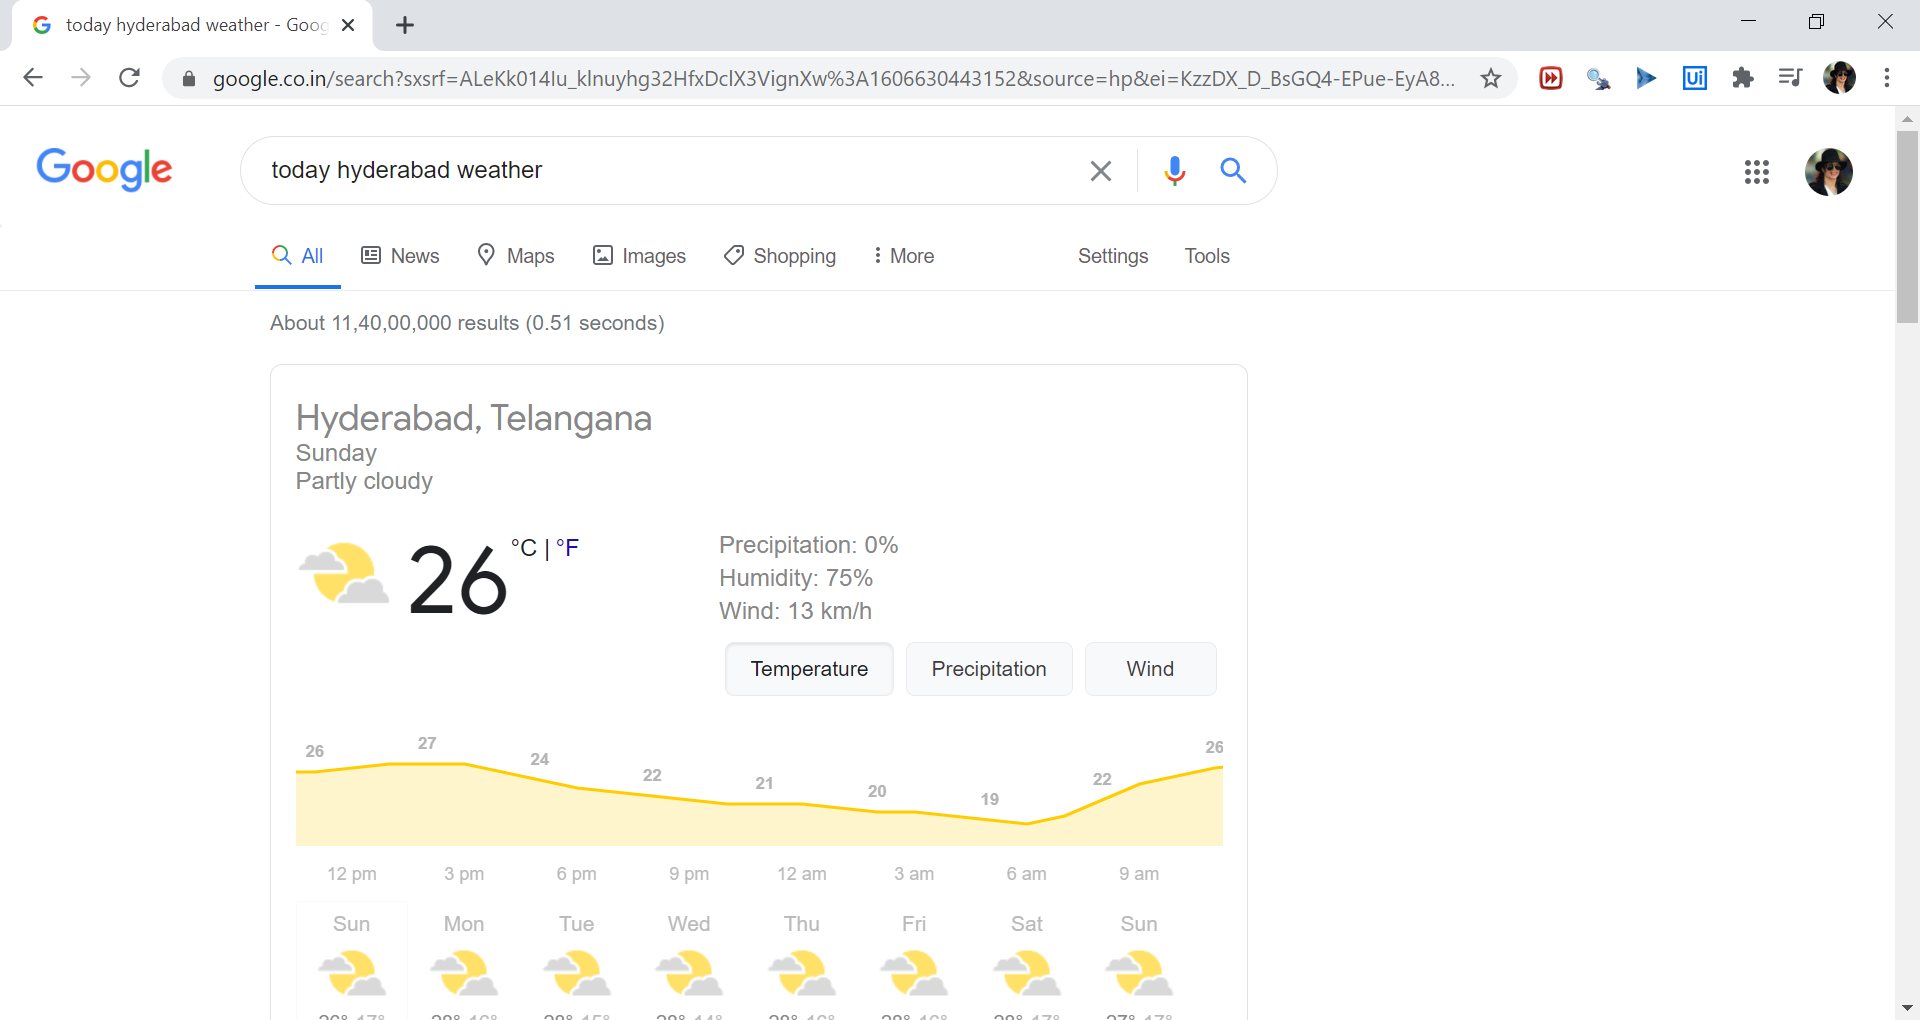 today hyderabad weather - Goog
google.co.in/search?sxsrf=ALeKk014Iu_klnuyhg32HfxDclX3VignXw%3A1606630443152&source=hp&ei=KzzDX_D_BsGQ4-EPue-EyA8...
Google
today hyderabad weather
All News Maps Images Shopping More Settings Tools
About 11,40,00,000 results (0.51 seconds)
Hyderabad, Telangana
Sunday
Partly cloudy
26 °C | °F
Precipitation: 0%
Humidity: 75%
Wind: 13 km/h
Temperature Precipitation Wind
26 27 24 22 21 20 19 22 26
12 pm 3 pm 6 pm 9 pm 12 am 3 am 6 am 9 am
Sun Mon Tue Wed Thu Fri Sat Sun